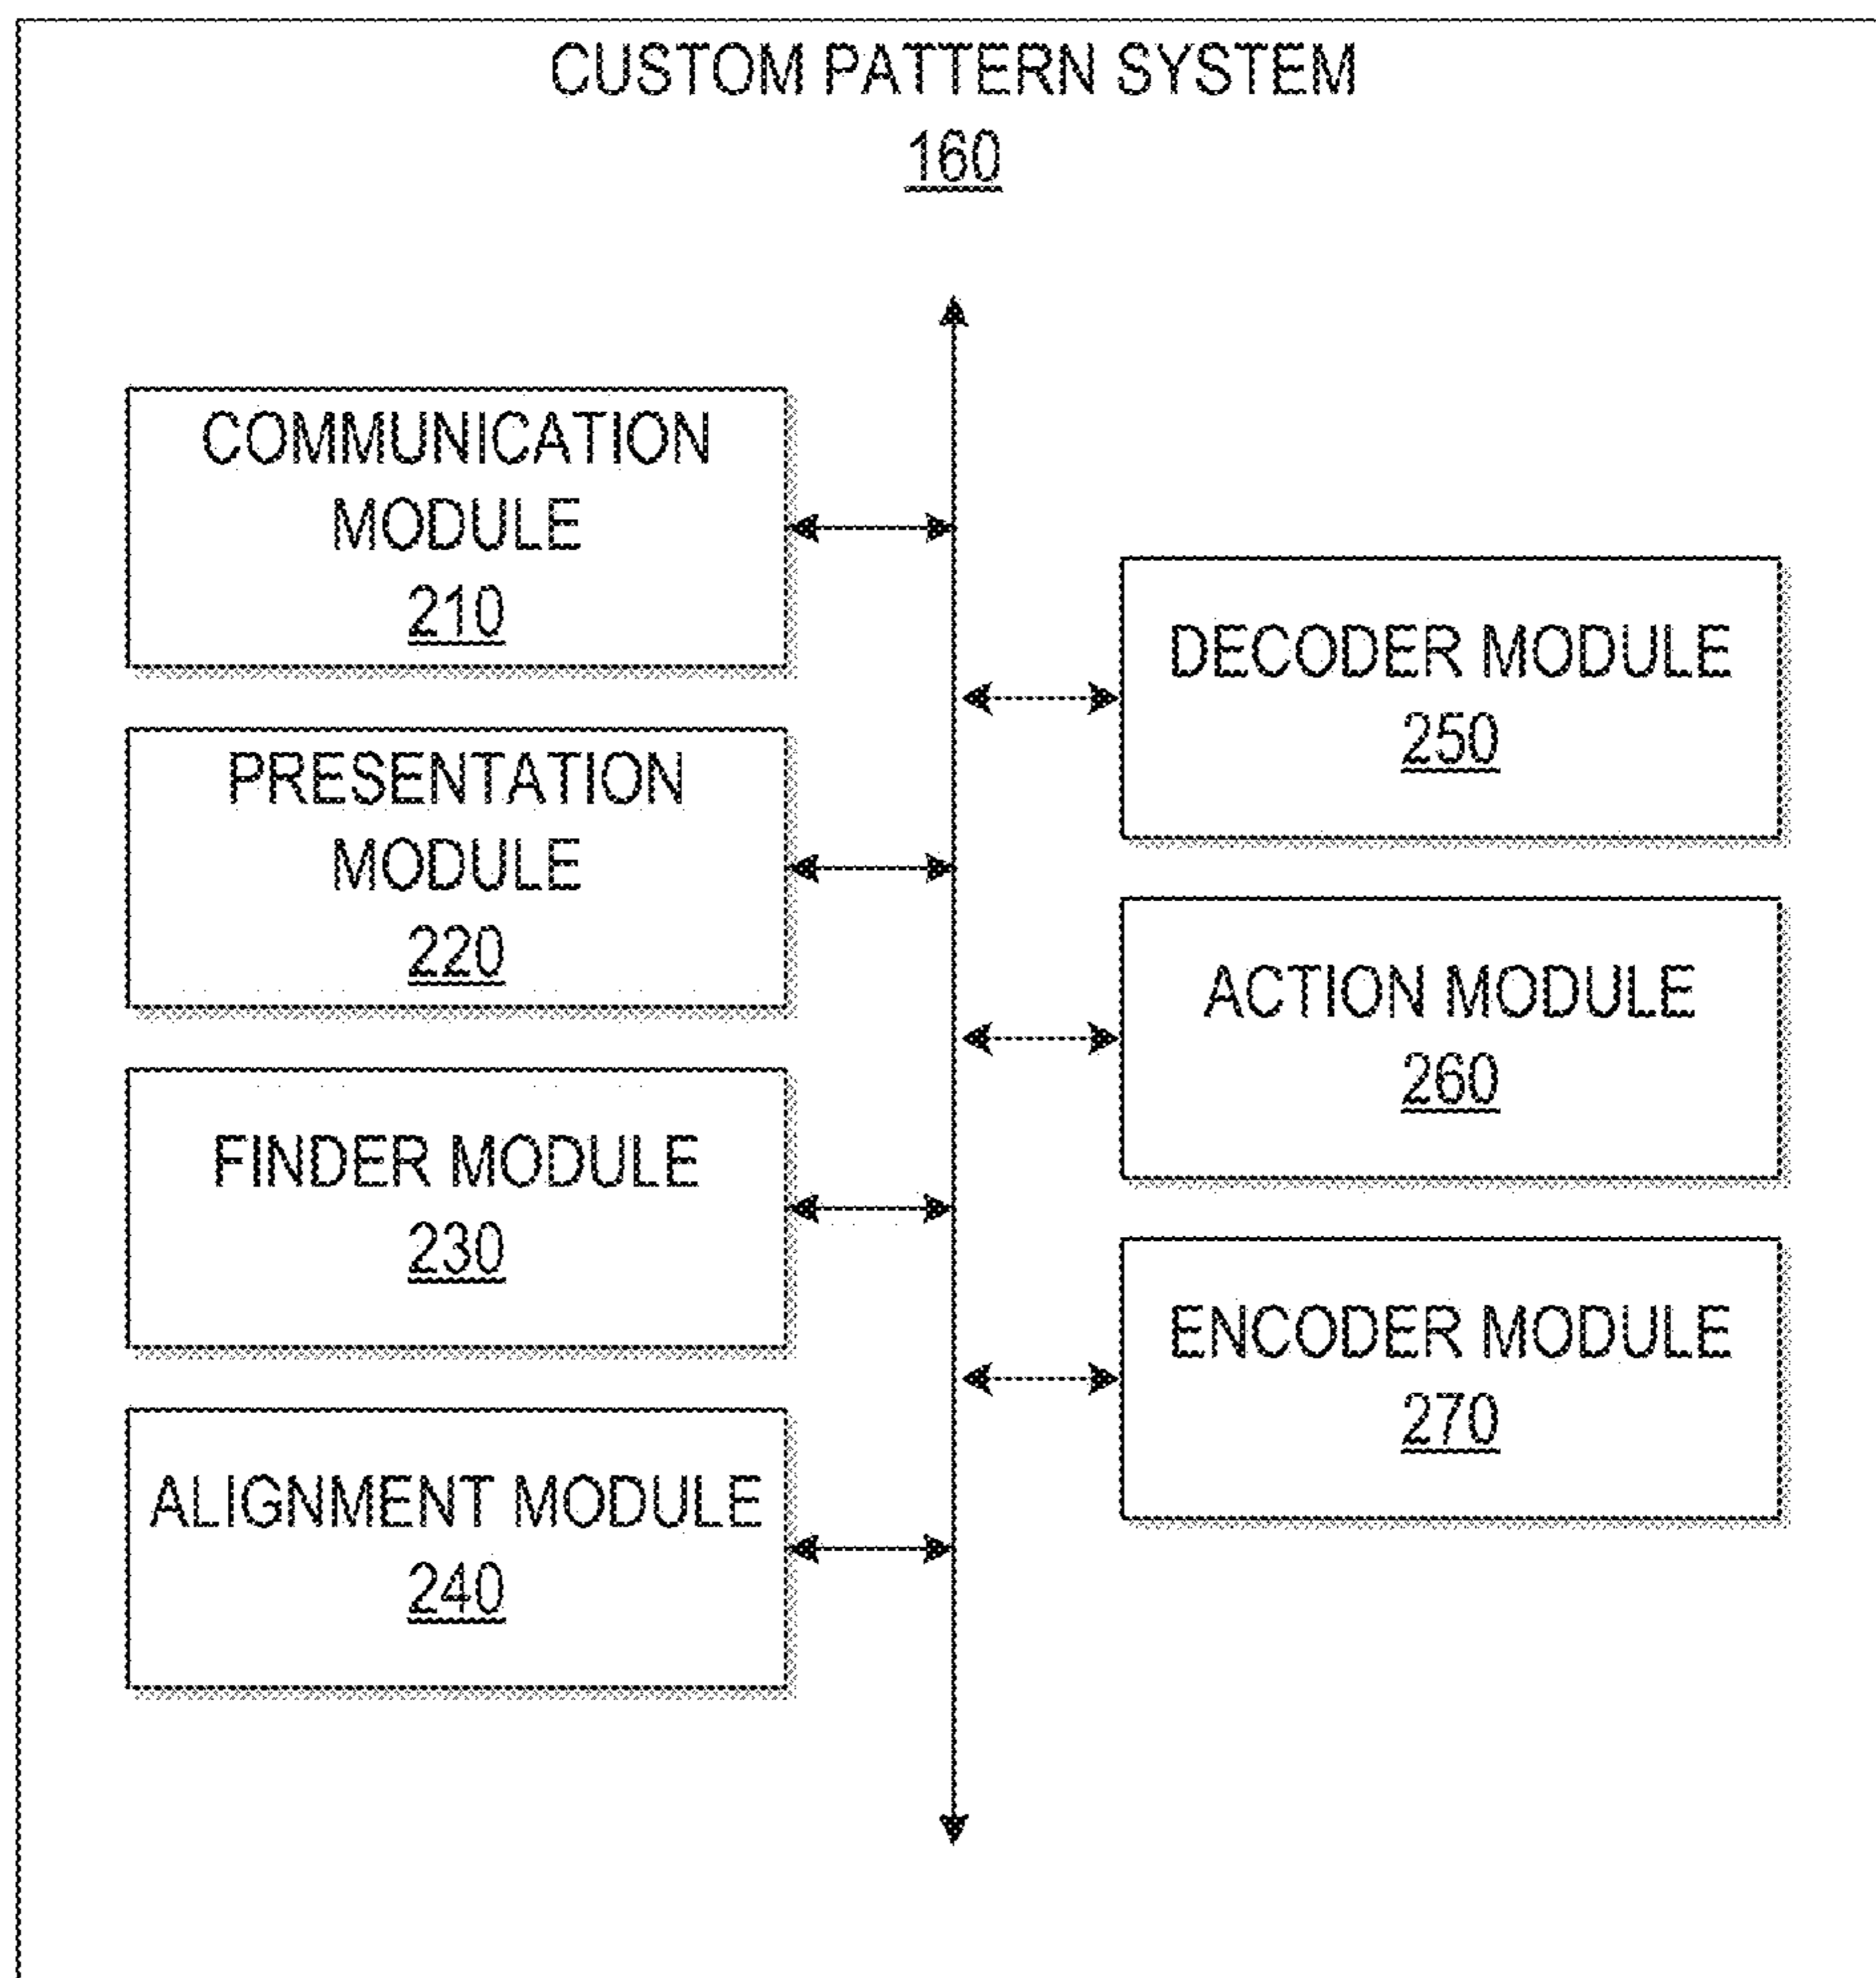 CUSTOM PATTERN SYSTEM
160
COMMUNICATION
MODULE
210
PRESENTATION
MODULE
220
FINDER MODULE
230
ALIGNMENT MODULE
240
DECODER MODULE
250
ACTION MODULE
260
ENCODER MODULE
270